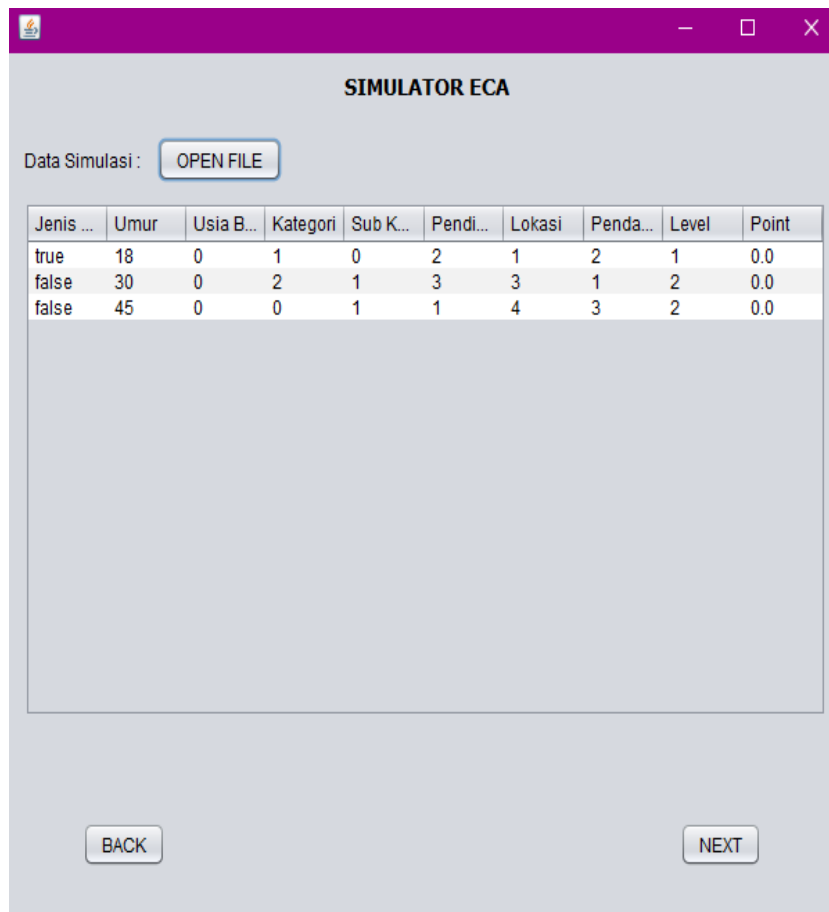 SIMULATOR ECA
Data Simulasi : OPEN FILE
Jenis ... Umur Usia B... Kategori Sub K... Pendi... Lokasi Penda... Level Point
true 18 0 1 0 2 1 2 1 0.0
false 30 0 2 1 3 3 1 2 0.0
false 45 0 0 1 1 4 3 2 0.0
BACK NEXT